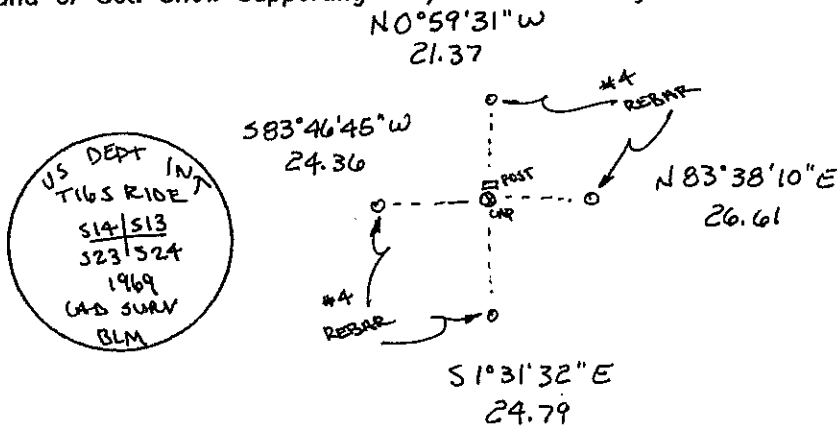 N0°59'31"W
21.37
#4
REBAR
S83°46'45"W
24.36
POST
CAP
N83°38'10"E
26.61
US DEPT INT
T16S R10E
S14 S13
S23 S24
1969
CAD SURV
BLM
#4
REBAR
S1°31'32"E
24.79